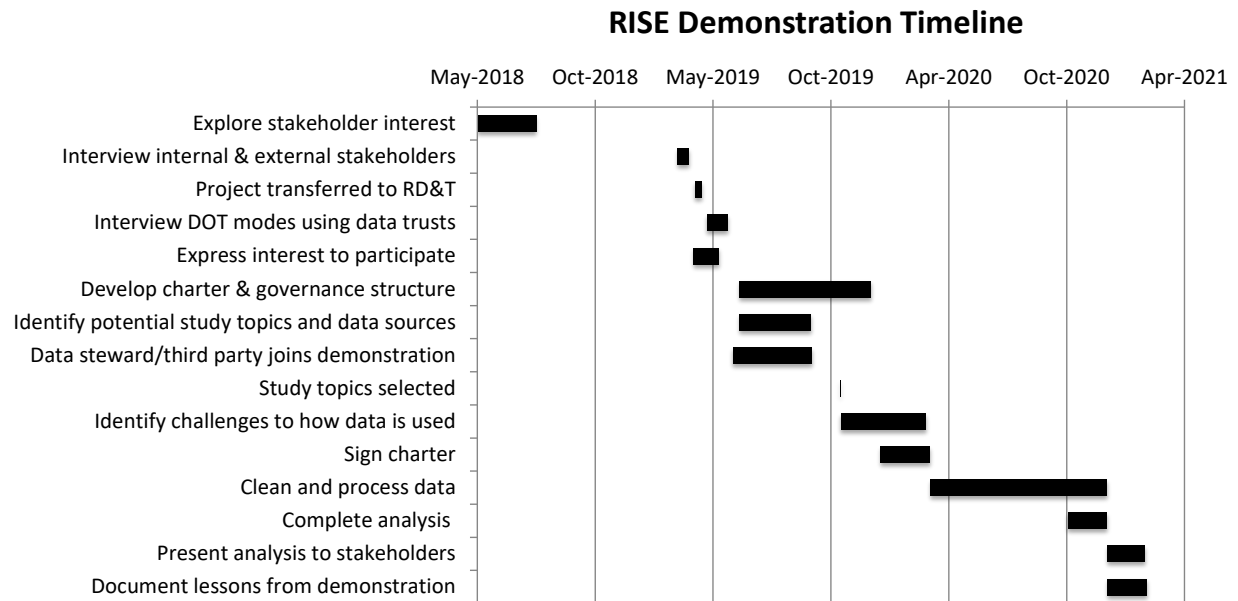 RISE Demonstration Timeline
May-2018 Oct-2018 May-2019 Oct-2019 Apr-2020 Oct-2020 Apr-2021
Explore stakeholder interest
Interview internal & external stakeholders
Project transferred to RD&T
Interview DOT modes using data trusts
Express interest to participate
Develop charter & governance structure
Identify potential study topics and data sources
Data steward/third party joins demonstration
Study topics selected
Identify challenges to how data is used
Sign charter
Clean and process data
Complete analysis
Present analysis to stakeholders
Document lessons from demonstration